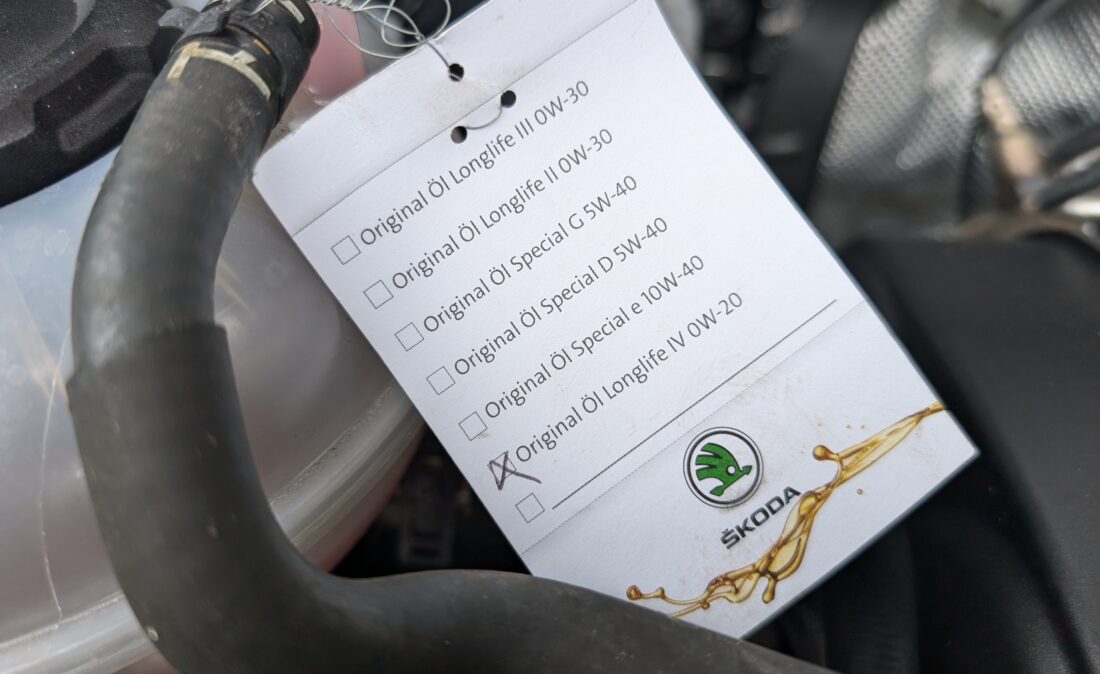 Original Öl Longlife III 0W-30
Original Öl Longlife II 0W-30
Original Öl Special G 5W-40
Original Öl Special D 5W-40
Original Öl Special e 10W-40
Original Öl Longlife IV 0W-20
ŠKODA